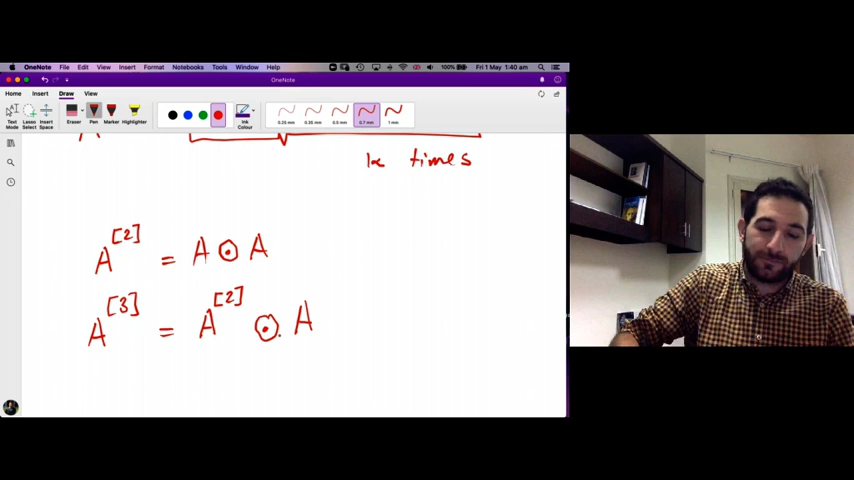 OneNote File Edit View Insert Format Notebooks Tools Window Help 100% Fri 1 May 1:40 am
OneNote
Home Insert Draw View
Text Mode Lasso Select Insert Space Eraser Pen Marker Highlighter Ink Colour 0.25 mm 0.35 mm 0.5 mm 0.7 mm 1 mm
k times
A^[2] = A ⊙ A
A^[3] = A^[2] ⊙ A